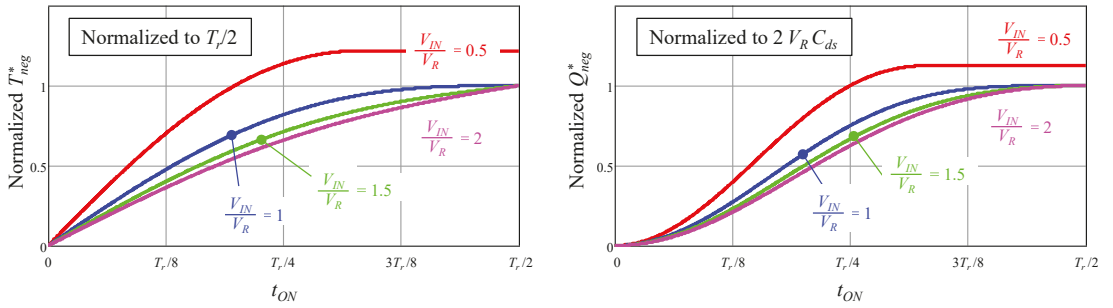 Normalized to T_r/2
Normalized T*_neg
1
0.5
0
V_IN/V_R = 0.5
V_IN/V_R = 2
V_IN/V_R = 1.5
V_IN/V_R = 1
0
T_r/8
T_r/4
3T_r/8
T_r/2
t_ON
Normalized to 2 V_R C_ds
Normalized Q*_neg
1
0.5
0
V_IN/V_R = 0.5
V_IN/V_R = 2
V_IN/V_R = 1.5
V_IN/V_R = 1
0
T_r/8
T_r/4
3T_r/8
T_r/2
t_ON